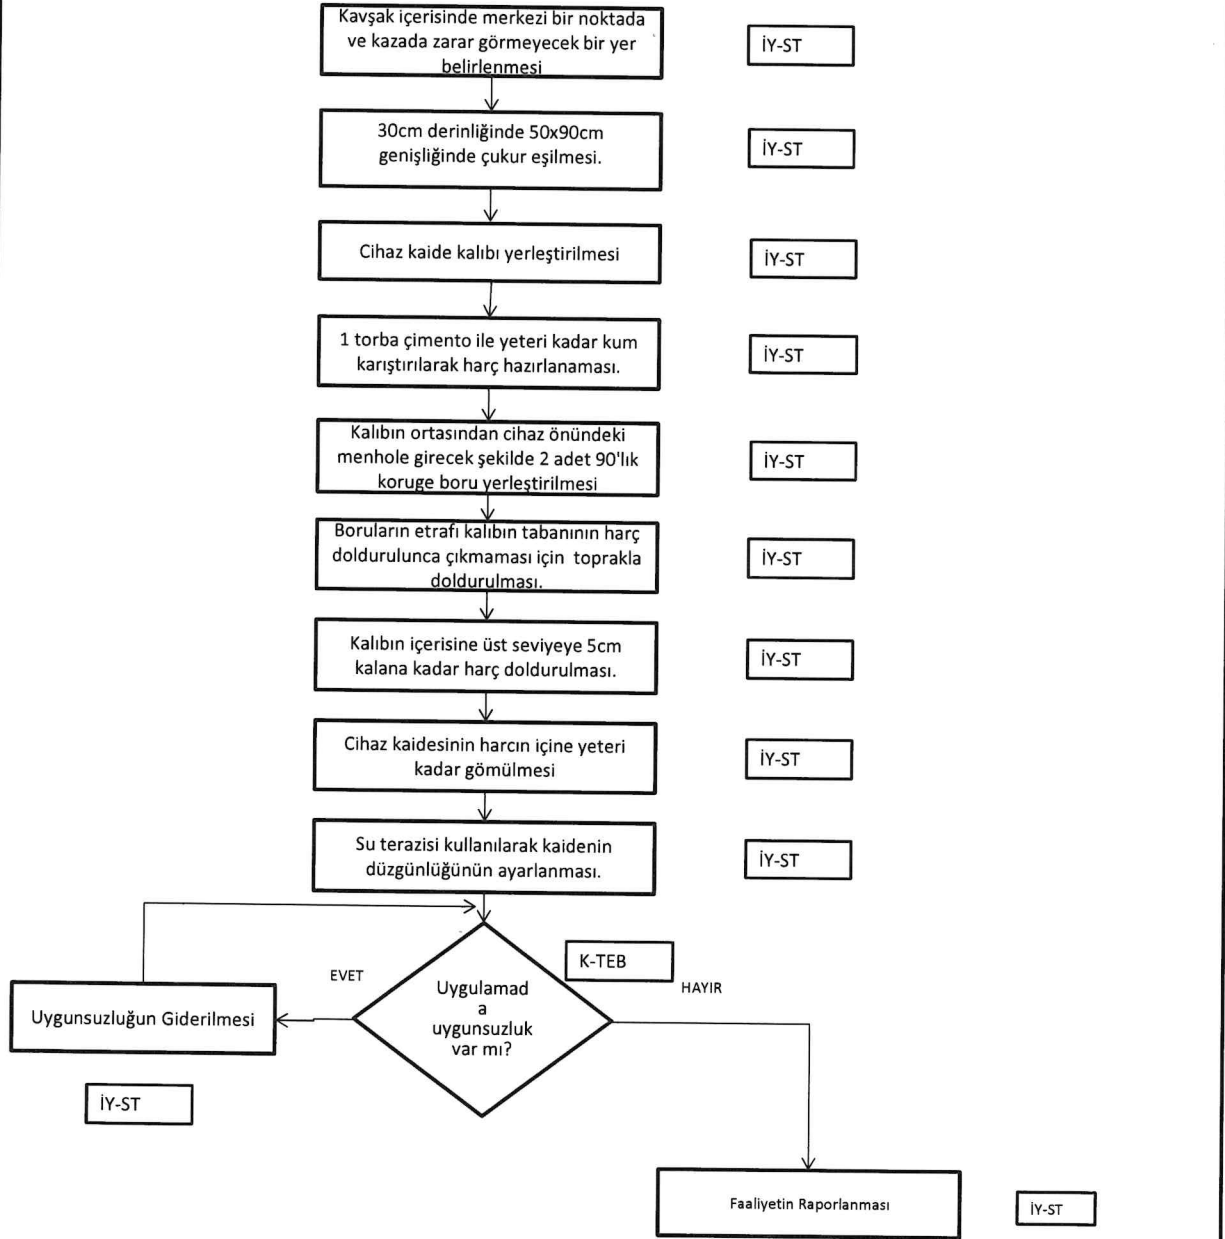 Kavşak içerisinde merkezi bir noktada
ve kazada zarar görmeyecek bir yer
belirlenmesi
İY-ST
30cm derinliğinde 50x90cm
genişliğinde çukur eşilmesi.
İY-ST
Cihaz kaide kalıbı yerleştirilmesi
İY-ST
1 torba çimento ile yeteri kadar kum
karıştırılarak harç hazırlanaması.
İY-ST
Kalıbın ortasından cihaz önündeki
menhole girecek şekilde 2 adet 90'lık
koruge boru yerleştirilmesi
İY-ST
Boruların etrafı kalıbın tabanının harç
doldurulunca çıkmaması için toprakla
doldurulması.
İY-ST
Kalıbın içerisine üst seviyeye 5cm
kalana kadar harç doldurulması.
İY-ST
Cihaz kaidesinin harcın içine yeteri
kadar gömülmesi
İY-ST
Su terazisi kullanılarak kaidenin
düzgünlüğünün ayarlanması.
İY-ST
K-TEB
EVET
HAYIR
Uygulamad
a
uygunsuzluk
var mı?
Uygunsuzluğun Giderilmesi
İY-ST
Faaliyetin Raporlanması
İY-ST